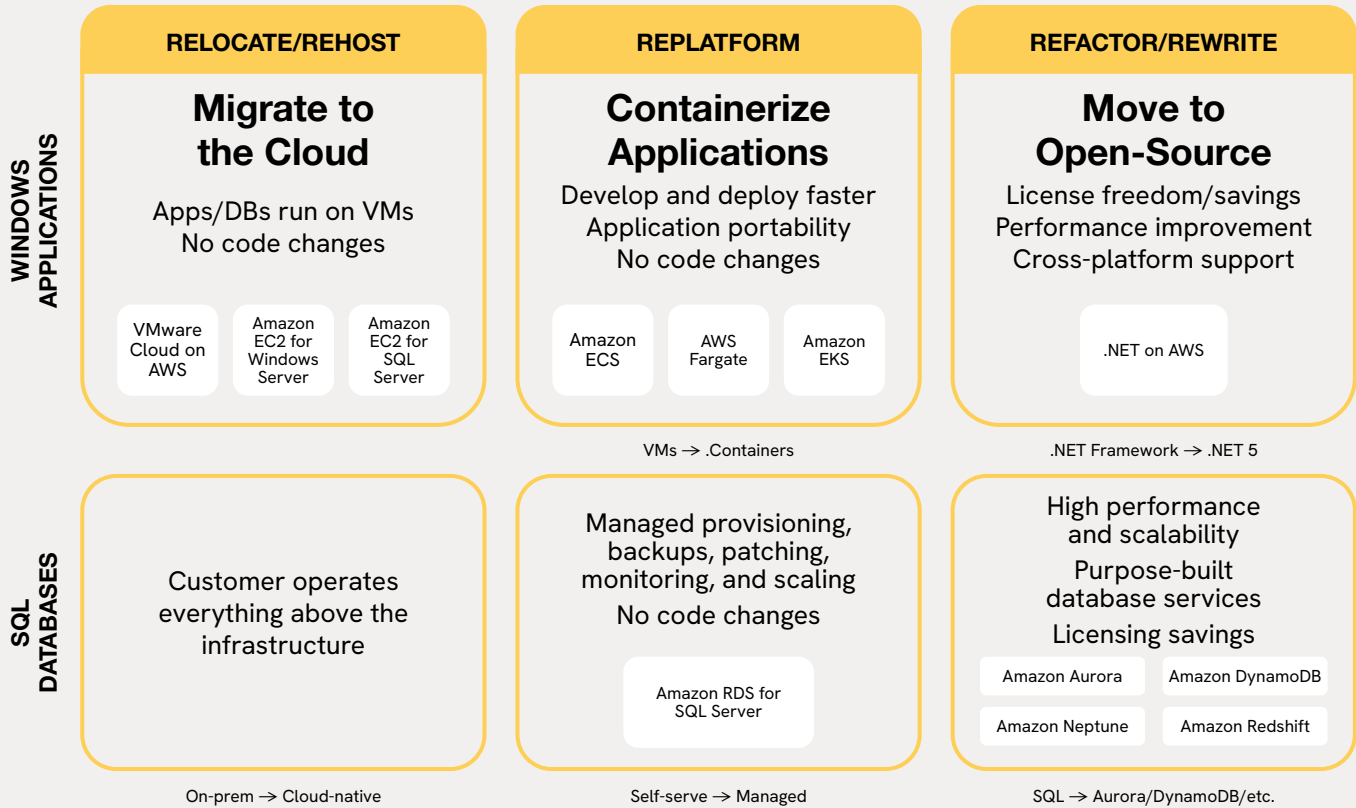 RELOCATE/REHOST
REPLATFORM
REFACTOR/REWRITE
WINDOWS
APPLICATIONS
Migrate to
the Cloud
Apps/DBs run on VMs
No code changes
VMware
Cloud on
AWS
Amazon
EC2 for
Windows
Server
Amazon
EC2 for
SQL
Server
Containerize
Applications
Develop and deploy faster
Application portability
No code changes
Amazon
ECS
AWS
Fargate
Amazon
EKS
VMs → .Containers
Move to
Open-Source
License freedom/savings
Performance improvement
Cross-platform support
.NET on AWS
.NET Framework → .NET 5
SQL
DATABASES
Customer operates
everything above the
infrastructure
On-prem → Cloud-native
Managed provisioning,
backups, patching,
monitoring, and scaling
No code changes
Amazon RDS for
SQL Server
Self-serve → Managed
High performance
and scalability
Purpose-built
database services
Licensing savings
Amazon Aurora
Amazon DynamoDB
Amazon Neptune
Amazon Redshift
SQL → Aurora/DynamoDB/etc.